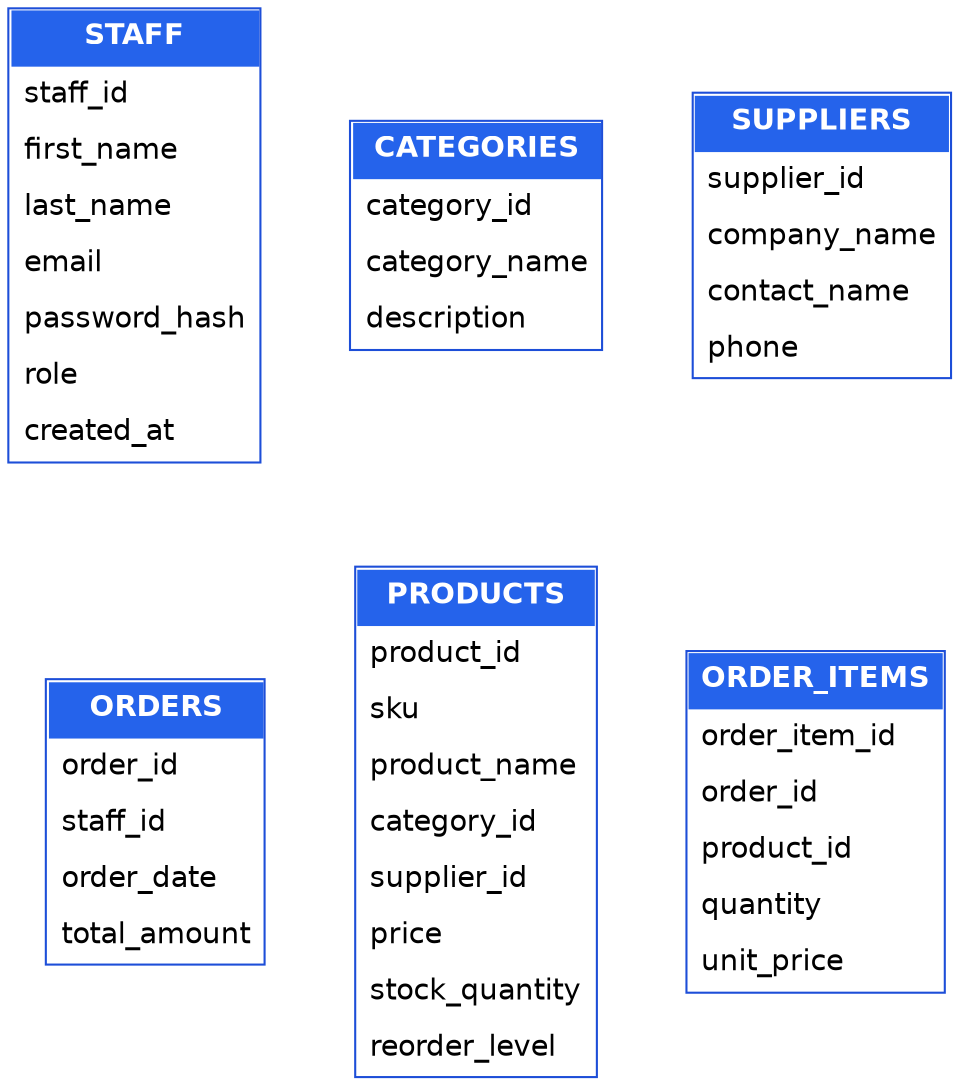 STAFF
staff_id
first_name
last_name
email
password_hash
role
created_at
CATEGORIES
category_id
category_name
description
SUPPLIERS
supplier_id
company_name
contact_name
phone
ORDERS
order_id
staff_id
order_date
total_amount
PRODUCTS
product_id
sku
product_name
category_id
supplier_id
price
stock_quantity
reorder_level
ORDER_ITEMS
order_item_id
order_id
product_id
quantity
unit_price